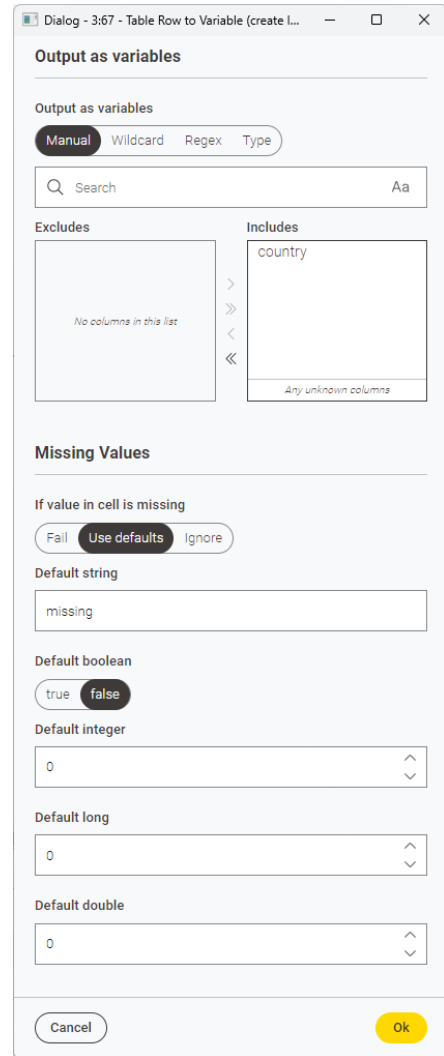 Dialog - 3:67 - Table Row to Variable (create l...
Output as variables
Output as variables
Manual Wildcard Regex Type
Search Aa
Excludes Includes
country
No columns in this list
Any unknown columns
Missing Values
If value in cell is missing
Fail Use defaults Ignore
Default string
missing
Default boolean
true false
Default integer
0
Default long
0
Default double
0
Cancel Ok